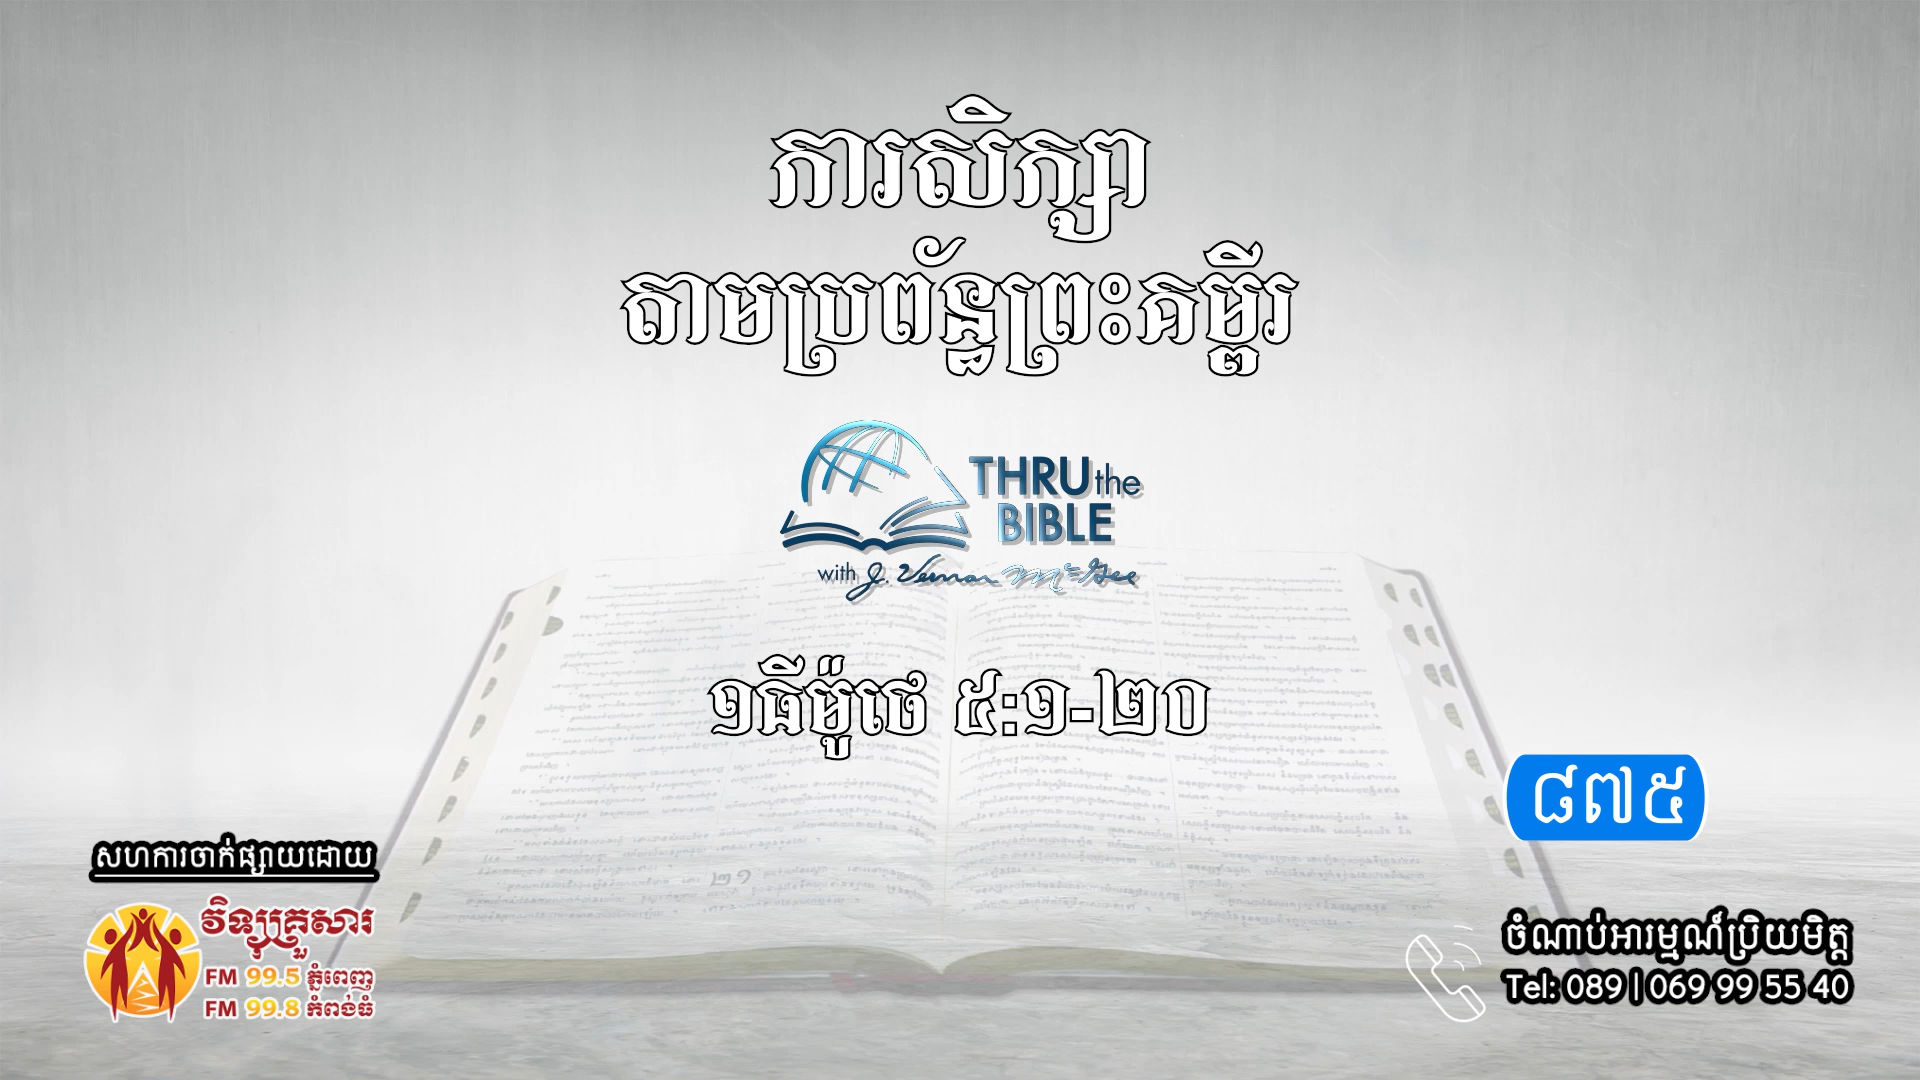 ការសិក្សា
តាមប្រព័ន្ធព្រះគម្ពីរ
THRU the
BIBLE
with J. Vernon McGee
១ធីម៉ូថេ ៥:១-២០
៨៧៥
សហការចាក់ផ្សាយដោយ
វិទ្យុគ្រួសារ
FM 99.5 ភ្នំពេញ
FM 99.8 កំពង់ធំ
ចំណាប់អារម្មណ៍ប្រិយមិត្ត
Tel: 089 | 069 99 55 40